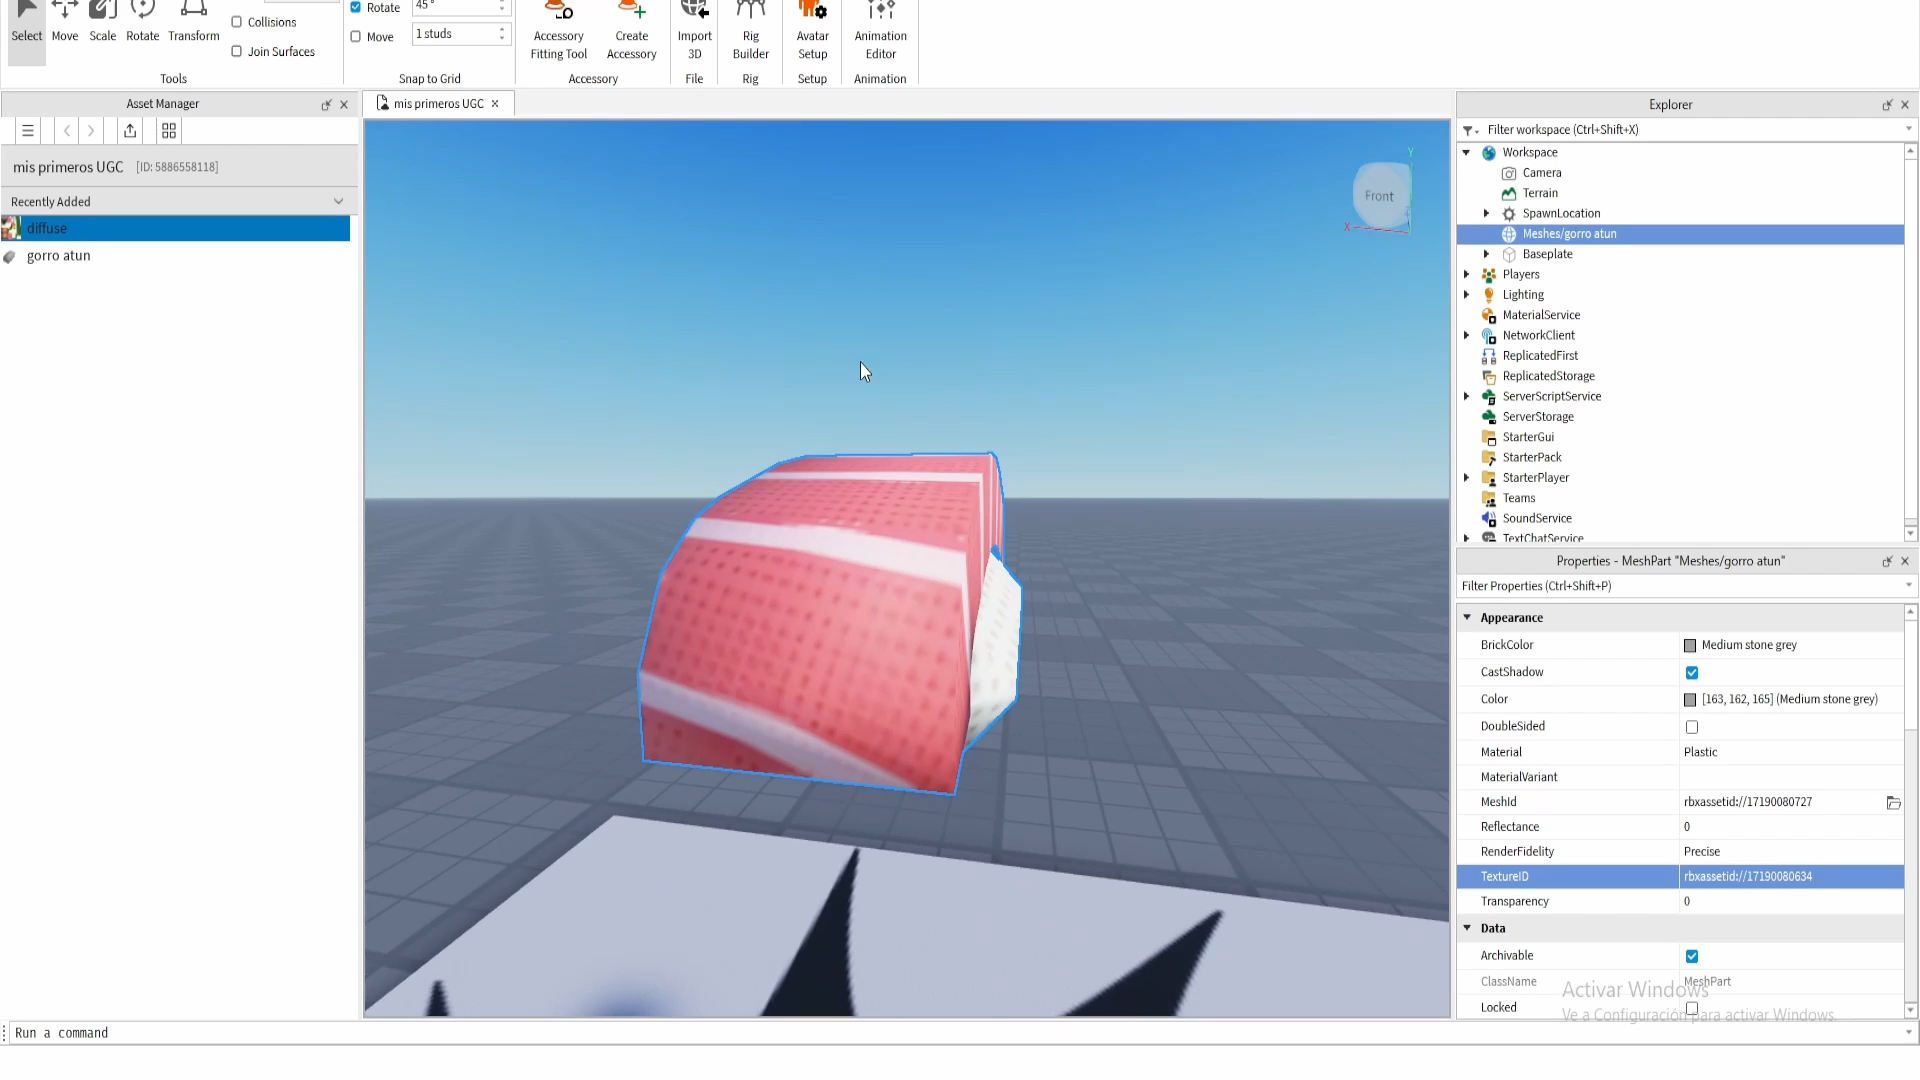 Select
Move
Scale
Rotate
Transform
Collisions
Join Surfaces
Tools
Rotate
45°
Move
1 studs
Snap to Grid
Accessory
Fitting Tool
Create
Accessory
Accessory
Import
3D
File
Rig
Builder
Rig
Avatar
Setup
Setup
Animation
Editor
Animation
Asset Manager
mis primeros UGC
[ID: 5886558118]
Recently Added
diffuse
gorro atun
mis primeros UGC
Front
Y
X
Z
Explorer
Filter workspace (Ctrl+Shift+X)
Workspace
Camera
Terrain
SpawnLocation
Meshes/gorro atun
Baseplate
Players
Lighting
MaterialService
NetworkClient
ReplicatedFirst
ReplicatedStorage
ServerScriptService
ServerStorage
StarterGui
StarterPack
StarterPlayer
Teams
SoundService
TextChatService
Properties - MeshPart "Meshes/gorro atun"
Filter Properties (Ctrl+Shift+P)
Appearance
BrickColor Medium stone grey
CastShadow
Color [163, 162, 165] (Medium stone grey)
DoubleSided
Material Plastic
MaterialVariant
MeshId rbxassetid://17190080727
Reflectance 0
RenderFidelity Precise
TextureID rbxassetid://17190080634
Transparency 0
Data
Archivable
ClassName MeshPart
Locked
Activar Windows
Ve a Configuración para activar Windows.
Run a command